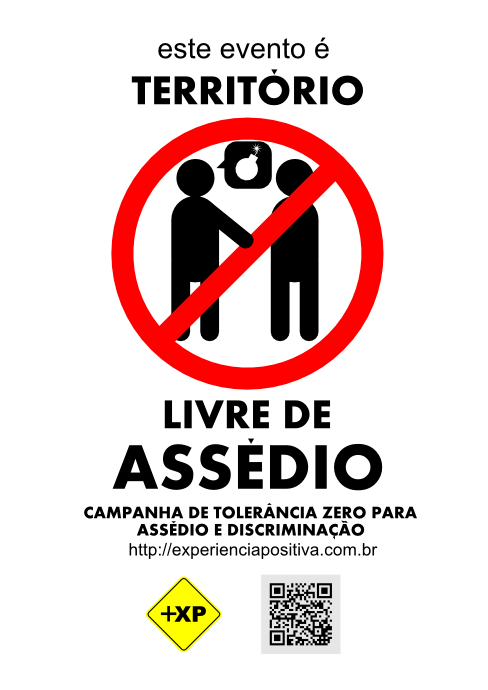 este evento é
TERRITÓRIO
LIVRE DE
ASSÉDIO
CAMPANHA DE TOLERÂNCIA ZERO PARA
ASSÉDIO E DISCRIMINAÇÃO
http://experienciapositiva.com.br
+XP